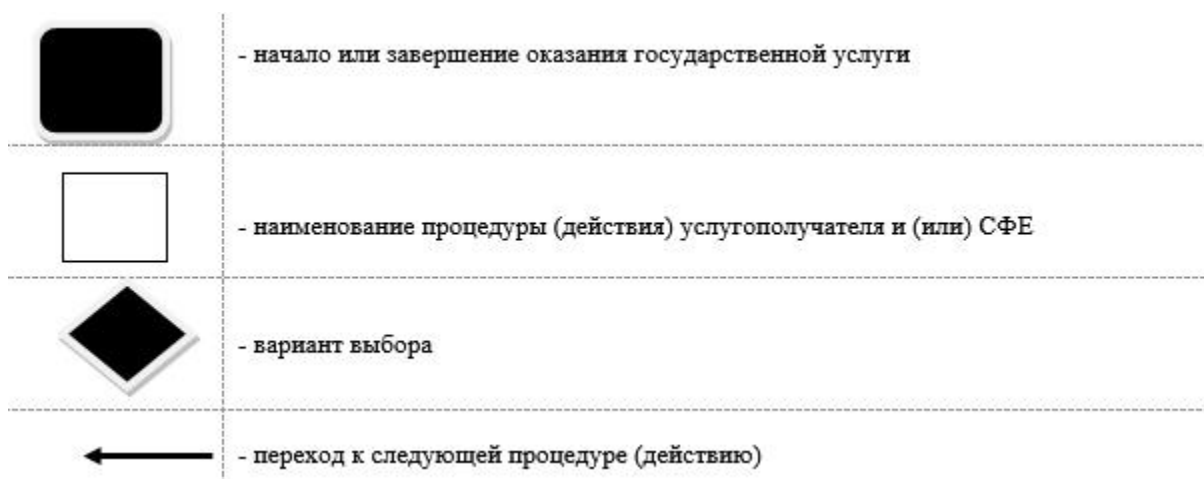 - начало или завершение оказания государственной услуги
- наименование процедуры (действия) услугополучателя и (или) СФЕ
- вариант выбора
- переход к следующей процедуре (действию)